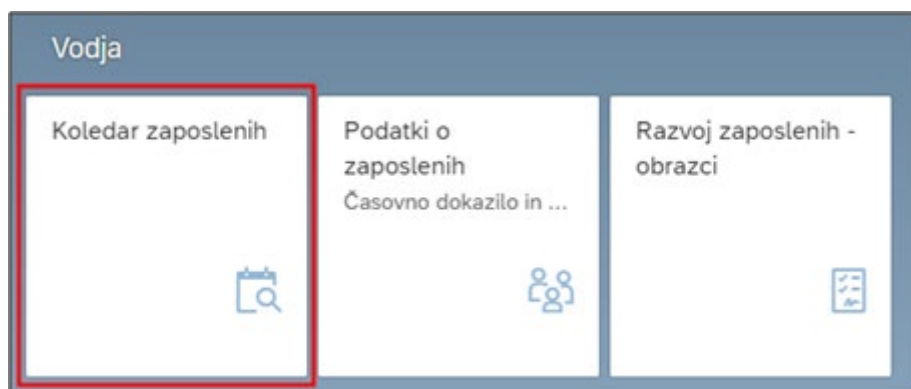 Vodja
Koledar zaposlenih
Podatki o
zaposlenih
Časovno dokazilo in ...
Razvoj zaposlenih -
obrazci